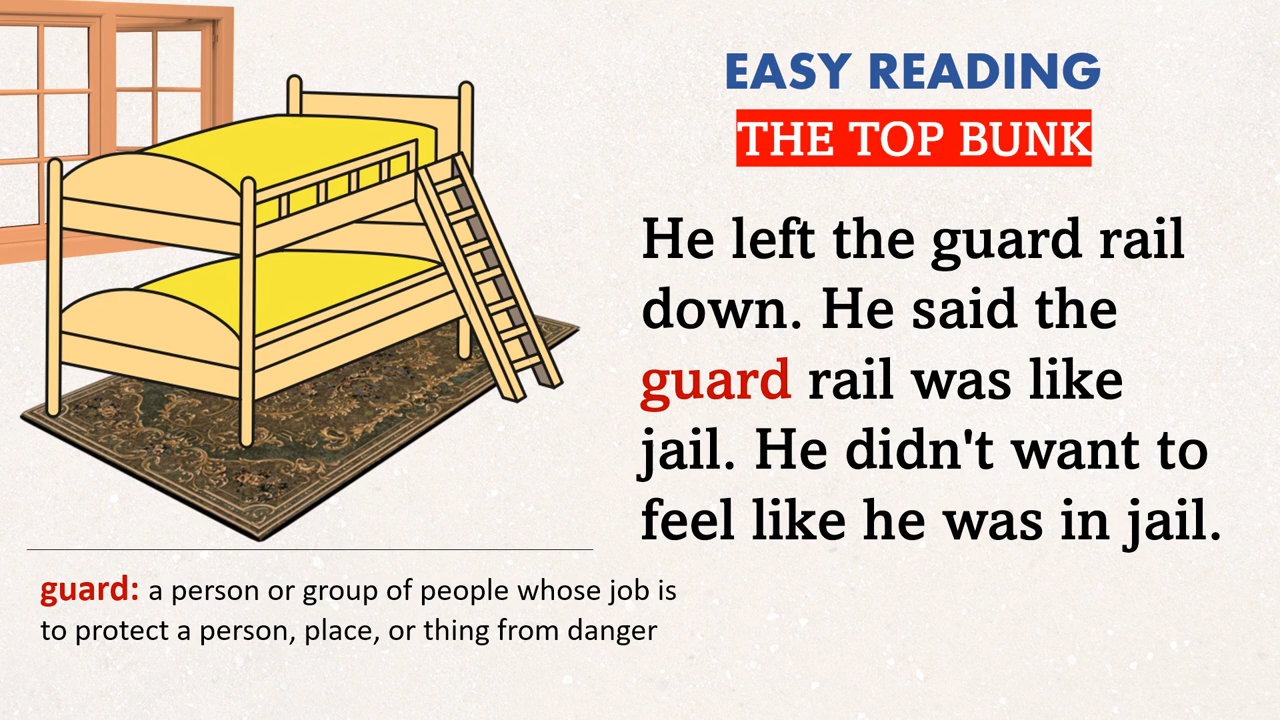 EASY READING
THE TOP BUNK
He left the guard rail
down. He said the
guard rail was like
jail. He didn't want to
feel like he was in jail.
guard: a person or group of people whose job is
to protect a person, place, or thing from danger